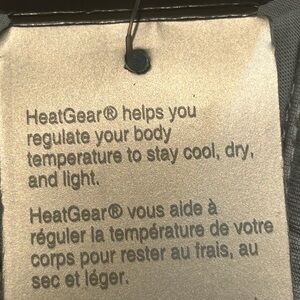 HeatGear® helps you
regulate your body
temperature to stay cool, dry,
and light.
HeatGear® vous aide à
réguler la température de votre
corps pour rester au frais, au
sec et léger.